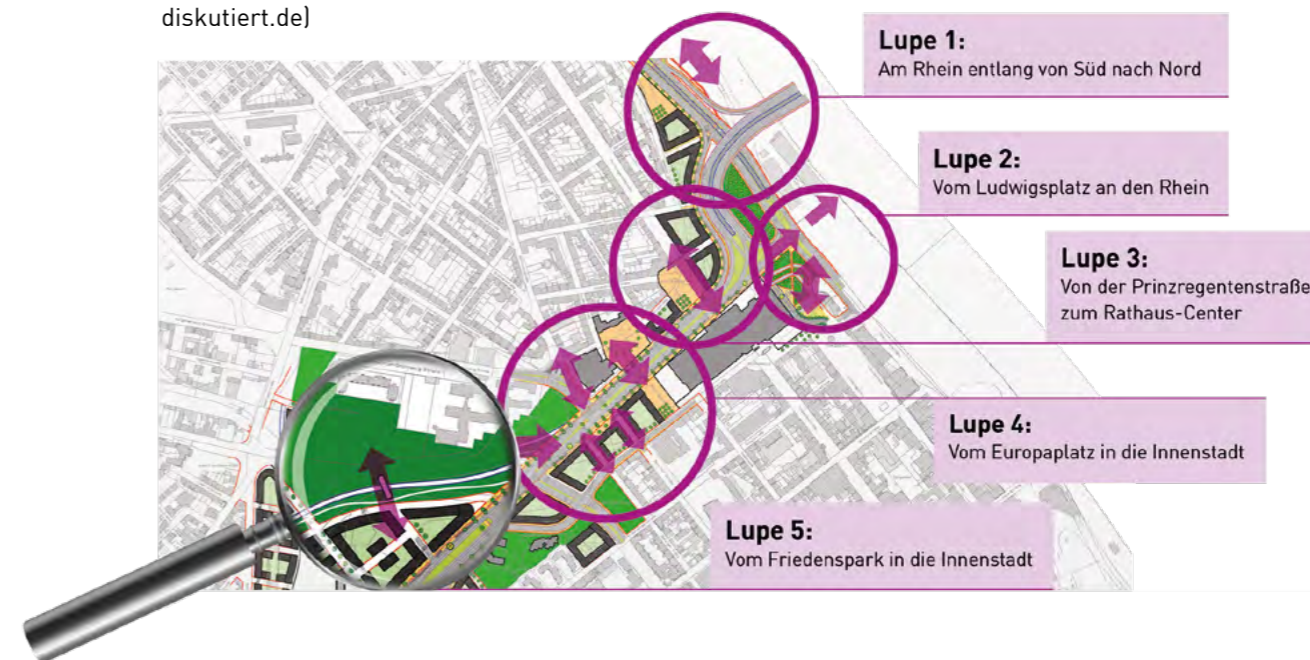 diskutiert.de)
Lupe 1:
Am Rhein entlang von Süd nach Nord
Lupe 2:
Vom Ludwigsplatz an den Rhein
Lupe 3:
Von der Prinzregentenstraße
zum Rathaus-Center
Lupe 4:
Vom Europaplatz in die Innenstadt
Lupe 5:
Vom Friedenspark in die Innenstadt